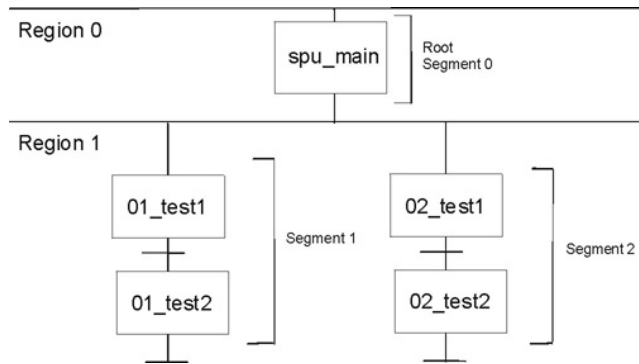 Region 0
spu_main
Root
Segment 0
Region 1
01_test1
02_test1
Segment 1
Segment 2
01_test2
02_test2